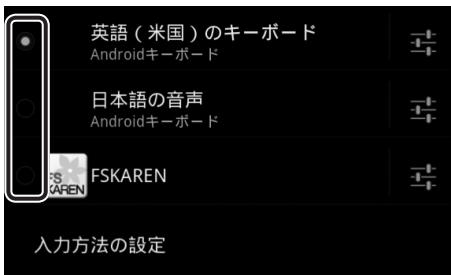 英語(米国)のキーボード
Androidキーボード
日本語の音声
Androidキーボード
FS
KAREN
FSKAREN
入力方法の設定